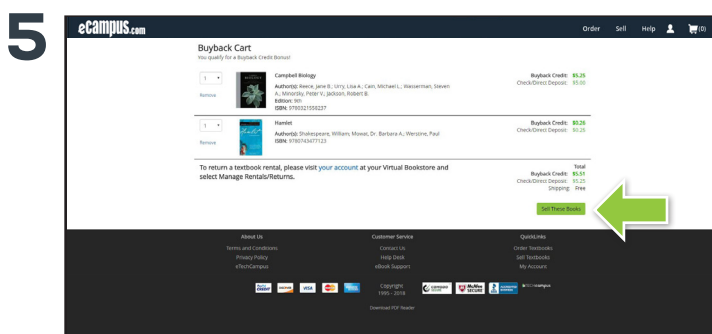 5
eCampus.com
Order Sell Help (0)
Buyback Cart
You qualify for a Buyback Credit Bonus!
1
Campbell Biology
Buyback Credit: $5.25
Author(s): Reece, Jane B.; Urry, Lisa A.; Cain, Michael L.; Wasserman, Steven
Check/Direct Deposit: $5.00
A.; Minorsky, Peter V.; Jackson, Robert B.
Remove
Edition: 9th
ISBN: 9780321558237
1
Hamlet
Buyback Credit: $0.26
Check/Direct Deposit: $0.25
Author(s): Shakespeare, William; Mowat, Dr. Barbara A.; Werstine, Paul
ISBN: 9780743477123
Remove
To return a textbook rental, please visit your account at your Virtual Bookstore and
select Manage Rentals/Returns.
Total
Buyback Credit: $5.51
Check/Direct Deposit: $5.25
Shipping: Free
Sell These Books
About Us
Terms and Conditions
Privacy Policy
eTechCampus
Customer Service
Contact Us
Help Desk
eBook Support
QuickLinks
Order Textbooks
Sell Textbooks
My Account
VISA
Copyright
1995 - 2018
McAfee
SECURE
Download PDF Reader